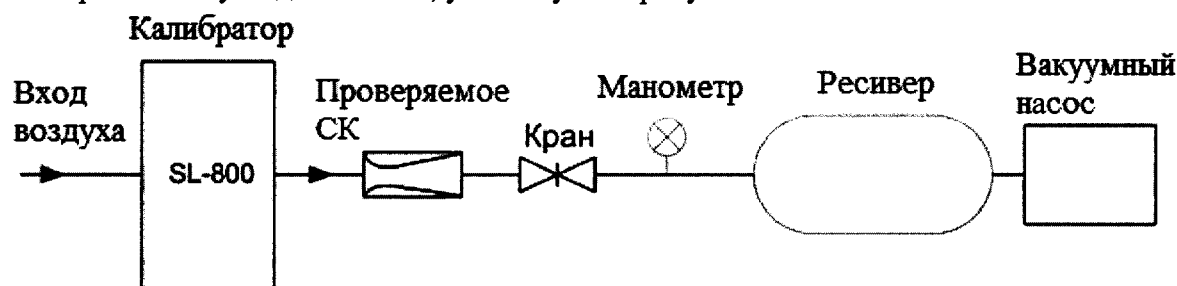 Калибратор
Вход
воздуха
SL-800
Проверяемое
СК
Кран
Манометр
Ресивер
Вакуумный
насос